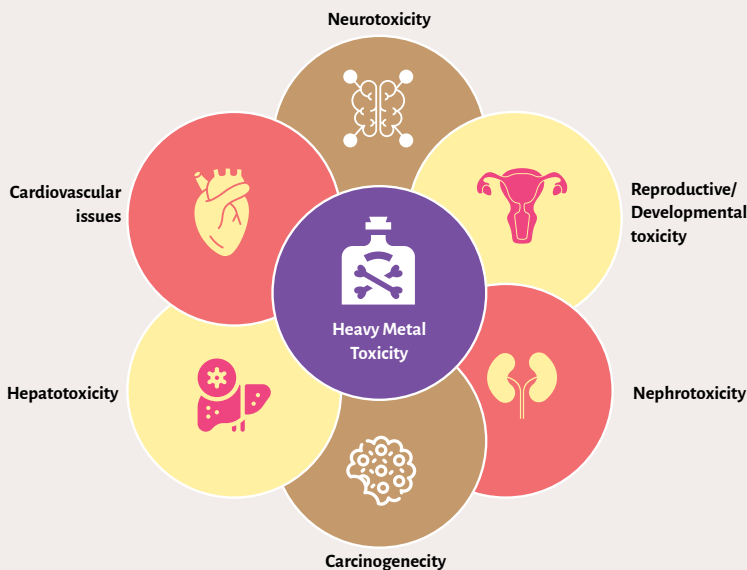 Neurotoxicity
Cardiovascular
issues
Reproductive/
Developmental
toxicity
Heavy Metal
Toxicity
Hepatotoxicity
Nephrotoxicity
Carcinogenecity